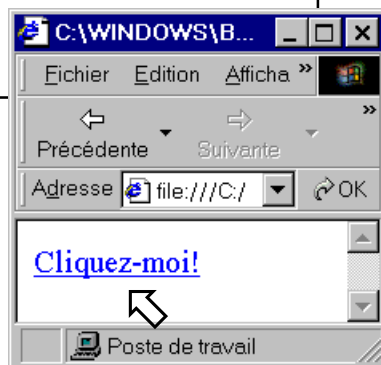 C:\WINDOWS\B...
Fichier Edition Afficha »
Précédente Suivante »
Adresse file:///C:/ OK
Cliquez-moi!
Poste de travail